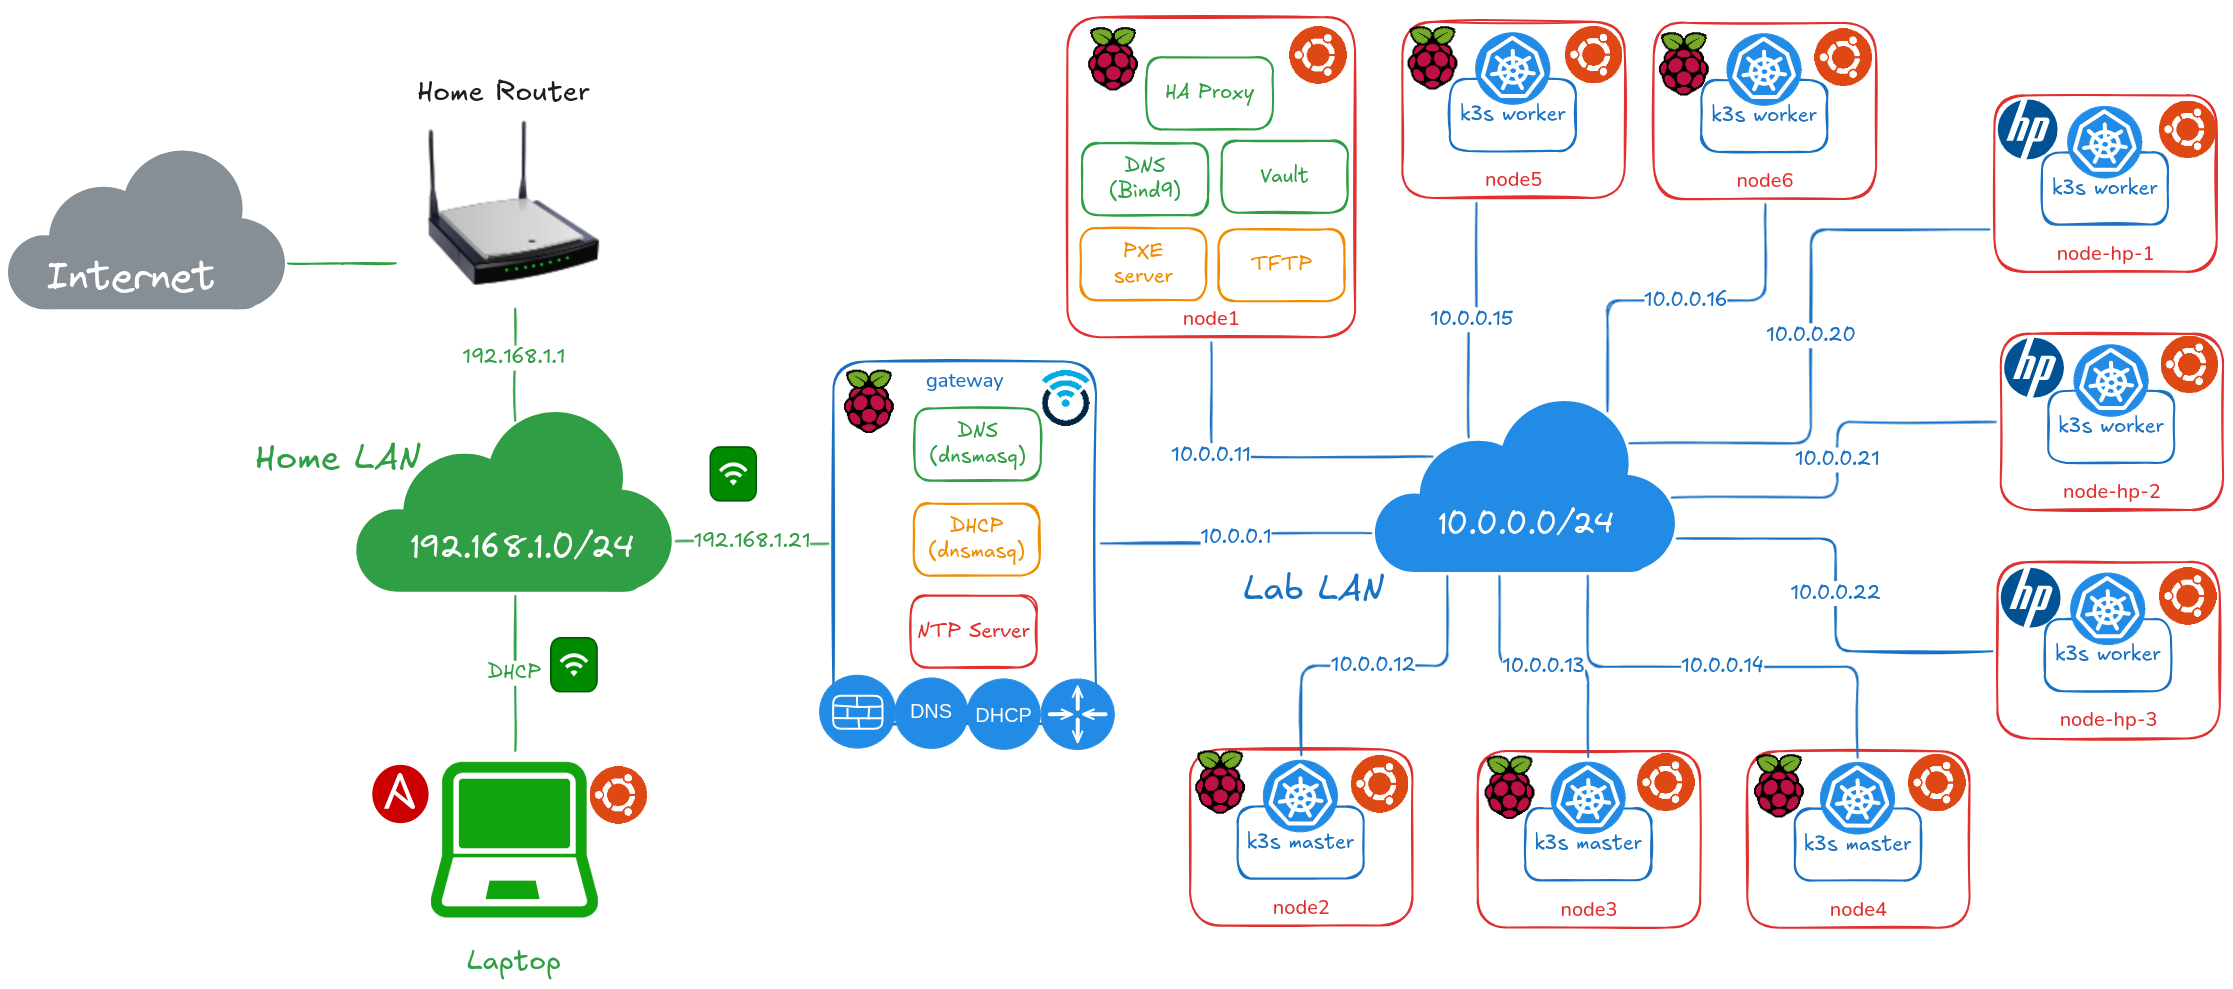 Home Router
Internet
192.168.1.1
Home LAN
192.168.1.0/24
192.168.1.21
DHCP
Laptop
gateway
DNS
(dnsmasq)
DHCP
(dnsmasq)
NTP Server
DNS
DHCP
HA Proxy
DNS
(Bind9)
Vault
PXE
server
TFTP
node1
10.0.0.11
10.0.0.1
Lab LAN
10.0.0.0/24
k3s worker
node5
10.0.0.15
k3s worker
node6
10.0.0.16
hp
k3s worker
node-hp-1
10.0.0.20
hp
k3s worker
node-hp-2
10.0.0.21
hp
k3s worker
node-hp-3
10.0.0.22
10.0.0.12
k3s master
node2
10.0.0.13
k3s master
node3
10.0.0.14
k3s master
node4